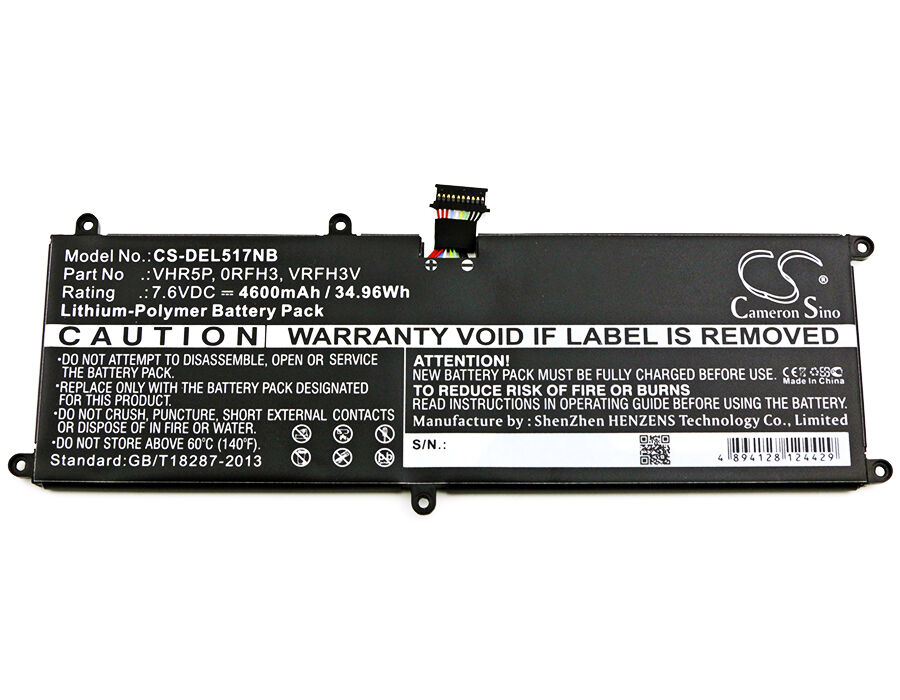 Model No.:CS-DEL517NB
Part No :VHR5P, 0RFH3, VRFH3V
Rating :7.6VDC 4600mAh / 34.96Wh
Lithium-Polymer Battery Pack
CS
®
Cameron Sino
CAUTION
WARRANTY VOID IF LABEL IS REMOVED
*DO NOT ATTEMPT TO DISASSEMBLE, OPEN OR SERVICE
THE BATTERY PACK.
*REPLACE ONLY WITH THE BATTERY PACK DESIGNATED
FOR THIS PRODUCT.
*DO NOT CRUSH, PUNCTURE, SHORT EXTERNAL CONTACTS
OR DISPOSE OF IN FIRE OR WATER.
*DO NOT STORE ABOVE 60°C (140°F).
Standard:GB/T18287-2013
ATTENTION!
NEW BATTERY PACK MUST BE FULLY CHARGED BEFORE USE.
TO REDUCE RISK OF FIRE OR BURNS
READ INSTRUCTIONS IN OPERATING GUIDE BEFORE USING THE BATTERY.
CE FC
Made In China
Manufacture by : ShenZhen HENZENS Technology Co., Limited
S/N.:
4 894128 124429